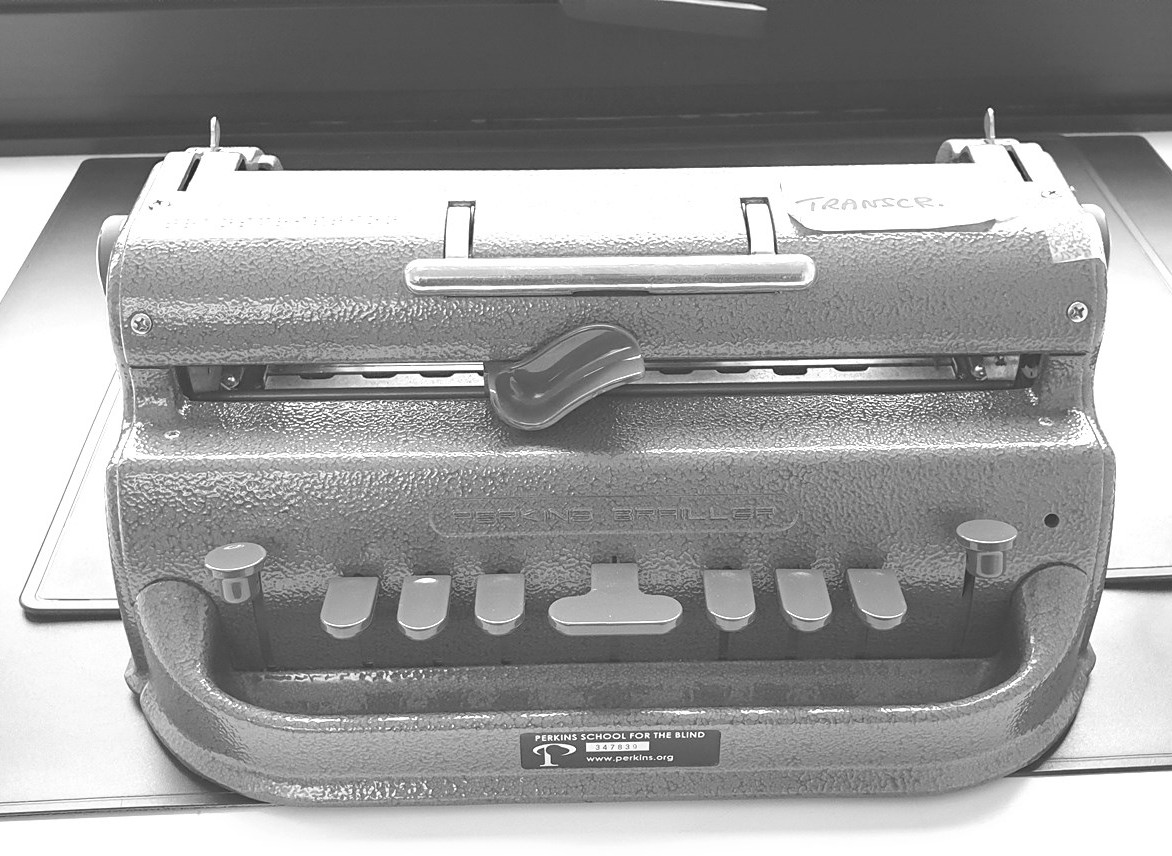 TRANSCR.
PERKINS BRAILLER
PERKINS SCHOOL FOR THE BLIND
347839
www.perkins.org